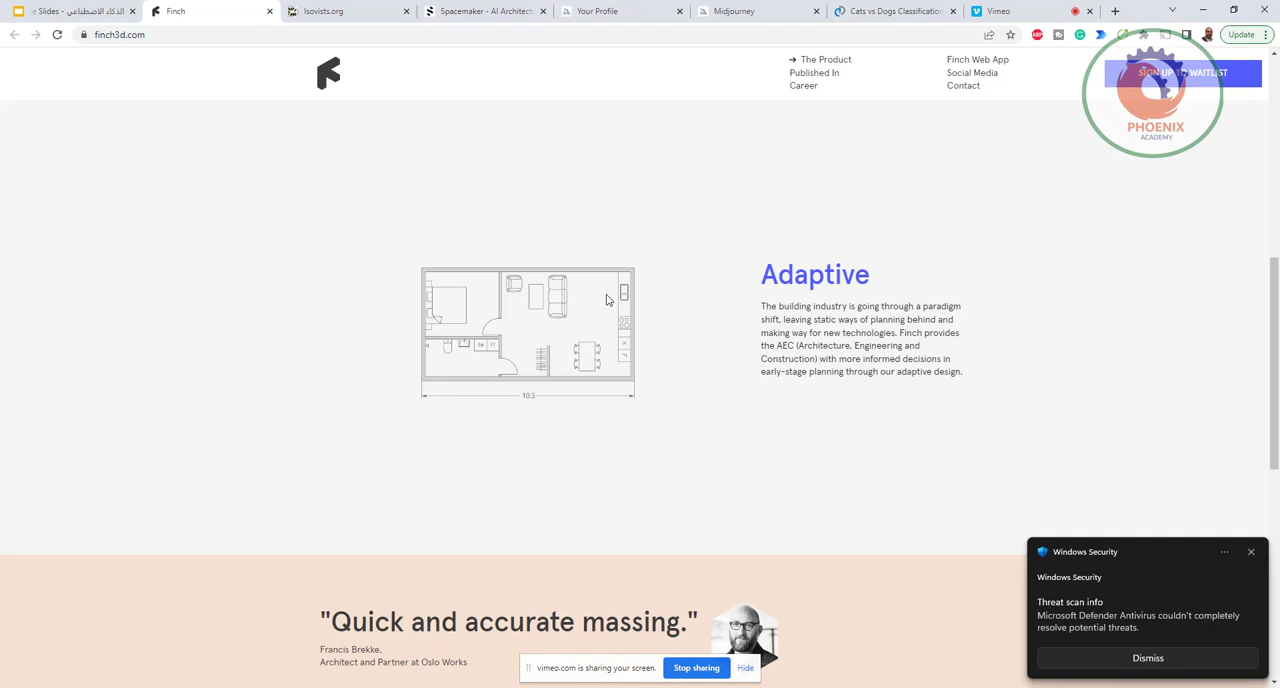 le Slides - الذكاء الاصطناعي
Finch
Isovists.org
Spacemaker - AI Architect
Your Profile
Midjourney
Cats vs Dogs Classification
Vimeo
finch3d.com
ABP
Update
→ The Product
Published In
Career
Finch Web App
Social Media
Contact
SIGN UP TO WAITLIST
PHOENIX
ACADEMY
Adaptive
The building industry is going through a paradigm
shift, leaving static ways of planning behind and
making way for new technologies. Finch provides
the AEC (Architecture, Engineering and
Construction) with more informed decisions in
early-stage planning through our adaptive design.
10.5
"Quick and accurate massing."
Francis Brekke,
Architect and Partner at Oslo Works
vimeo.com is sharing your screen.
Stop sharing
Hide
Windows Security
Windows Security
Threat scan info
Microsoft Defender Antivirus couldn't completely
resolve potential threats.
Dismiss